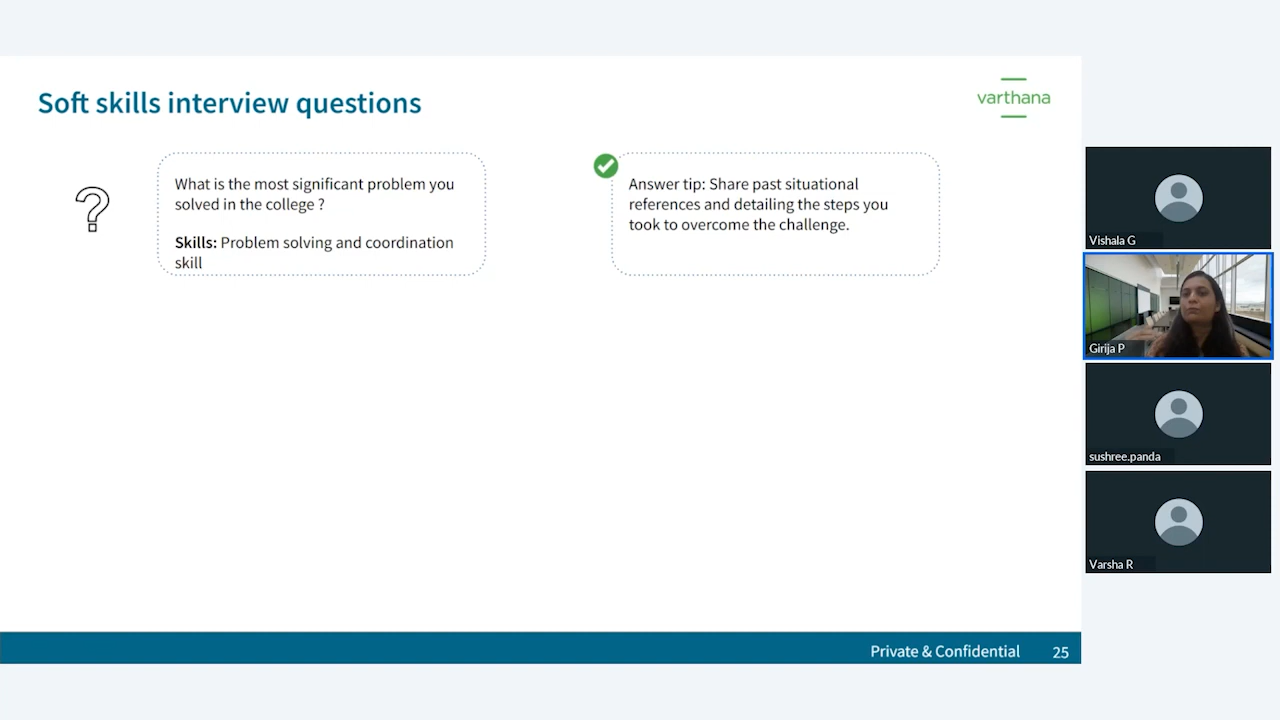 Soft skills interview questions
varthana
What is the most significant problem you
solved in the college ?
Skills: Problem solving and coordination
skill
Answer tip: Share past situational
references and detailing the steps you
took to overcome the challenge.
Vishala G
Girija P
sushree.panda
Varsha R
Private & Confidential
25